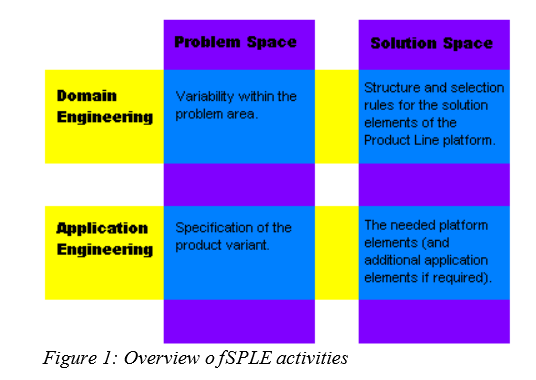 Problem Space
Solution Space
Domain
Engineering
Variability within the
problem area.
Structure and selection
rules for the solution
elements of the
Product Line platform.
Application
Engineering
Specification of the
product variant.
The needed platform
elements (and
additional application
elements if required).
Figure 1: Overview o fSPLE activities